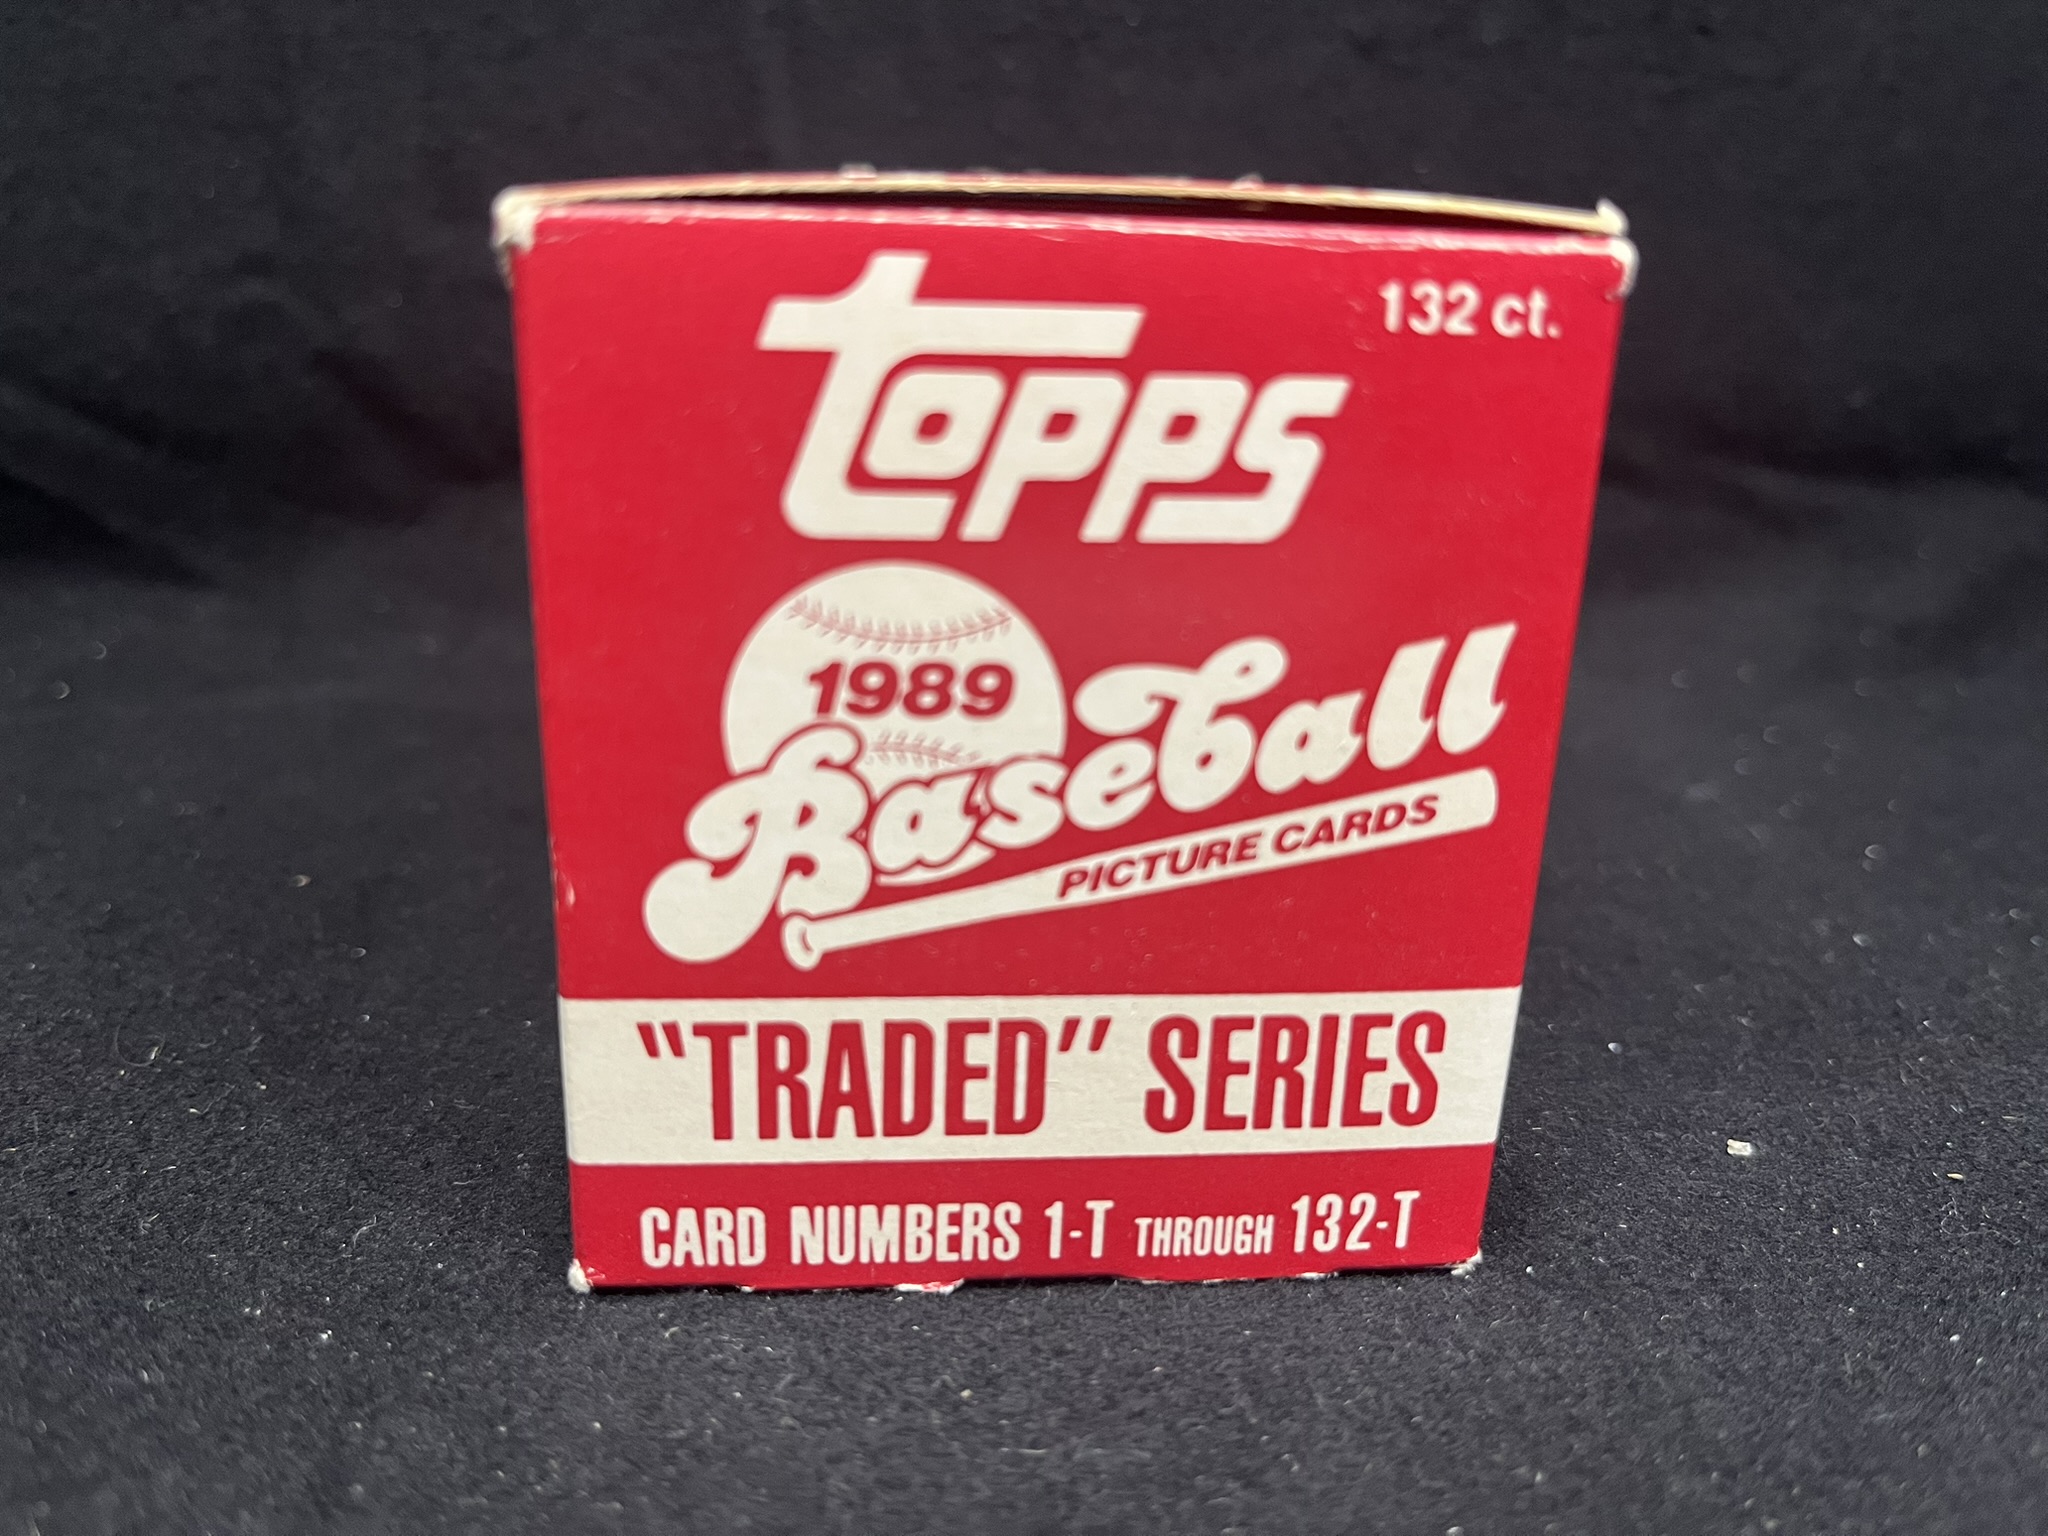 132 ct.
topps
1989
Baseball
PICTURE CARDS
"TRADED" SERIES
CARD NUMBERS 1-T THROUGH 132-T